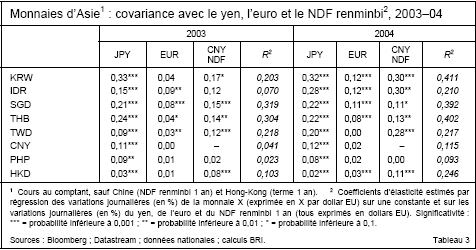 Monnaies d'Asie¹ : covariance avec le yen, l'euro et le NDF renminbi², 2003–04
2003 2004
JPY EUR CNY NDF R² JPY EUR CNY NDF R²
KRW 0,33*** 0,04 0,17* 0,203 0,32*** 0,12*** 0,30*** 0,411
IDR 0,15*** 0,09** 0,12 0,070 0,28*** 0,12** 0,30** 0,210
SGD 0,21*** 0,08*** 0,15*** 0,319 0,22*** 0,11*** 0,11* 0,392
THB 0,24*** 0,04* 0,14** 0,304 0,22*** 0,08*** 0,13** 0,402
TWD 0,09*** 0,03** 0,12*** 0,218 0,20*** 0,00 0,28*** 0,217
CNY 0,11*** 0,00 – 0,041 0,12*** 0,02 – 0,115
PHP 0,09** 0,01 0,02 0,023 0,08*** 0,02 0,00 0,093
HKD 0,03*** 0,01 0,08*** 0,103 0,02*** 0,03*** 0,11*** 0,246
¹ Cours au comptant, sauf Chine (NDF renminbi 1 an) et Hong-Kong (terme 1 an). ² Coefficients d'élasticité estimés par
régression des variations journalières (en %) de la monnaie X (exprimée en X par dollar EU) sur une constante et sur les
variations journalières (en %) du yen, de l'euro et du NDF renminbi 1 an (tous exprimés en dollars EU). Significativité :
*** = probabilité inférieure à 0,001 ; ** = probabilité inférieure à 0,01 ; * = probabilité inférieure à 0,1.
Sources : Bloomberg ; Datastream ; données nationales ; calculs BRI. Tableau 3